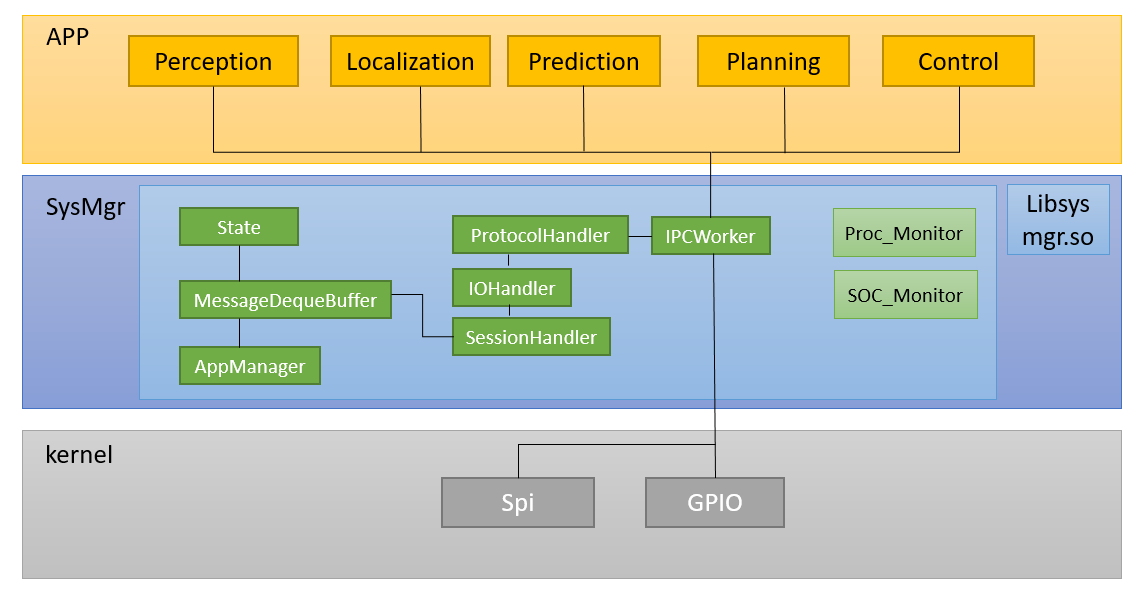 APP
Perception
Localization
Prediction
Planning
Control
SysMgr
State
MessageDequeBuffer
AppManager
ProtocolHandler
IOHandler
SessionHandler
IPCWorker
Proc_Monitor
SOC_Monitor
Libsys
mgr.so
kernel
Spi
GPIO